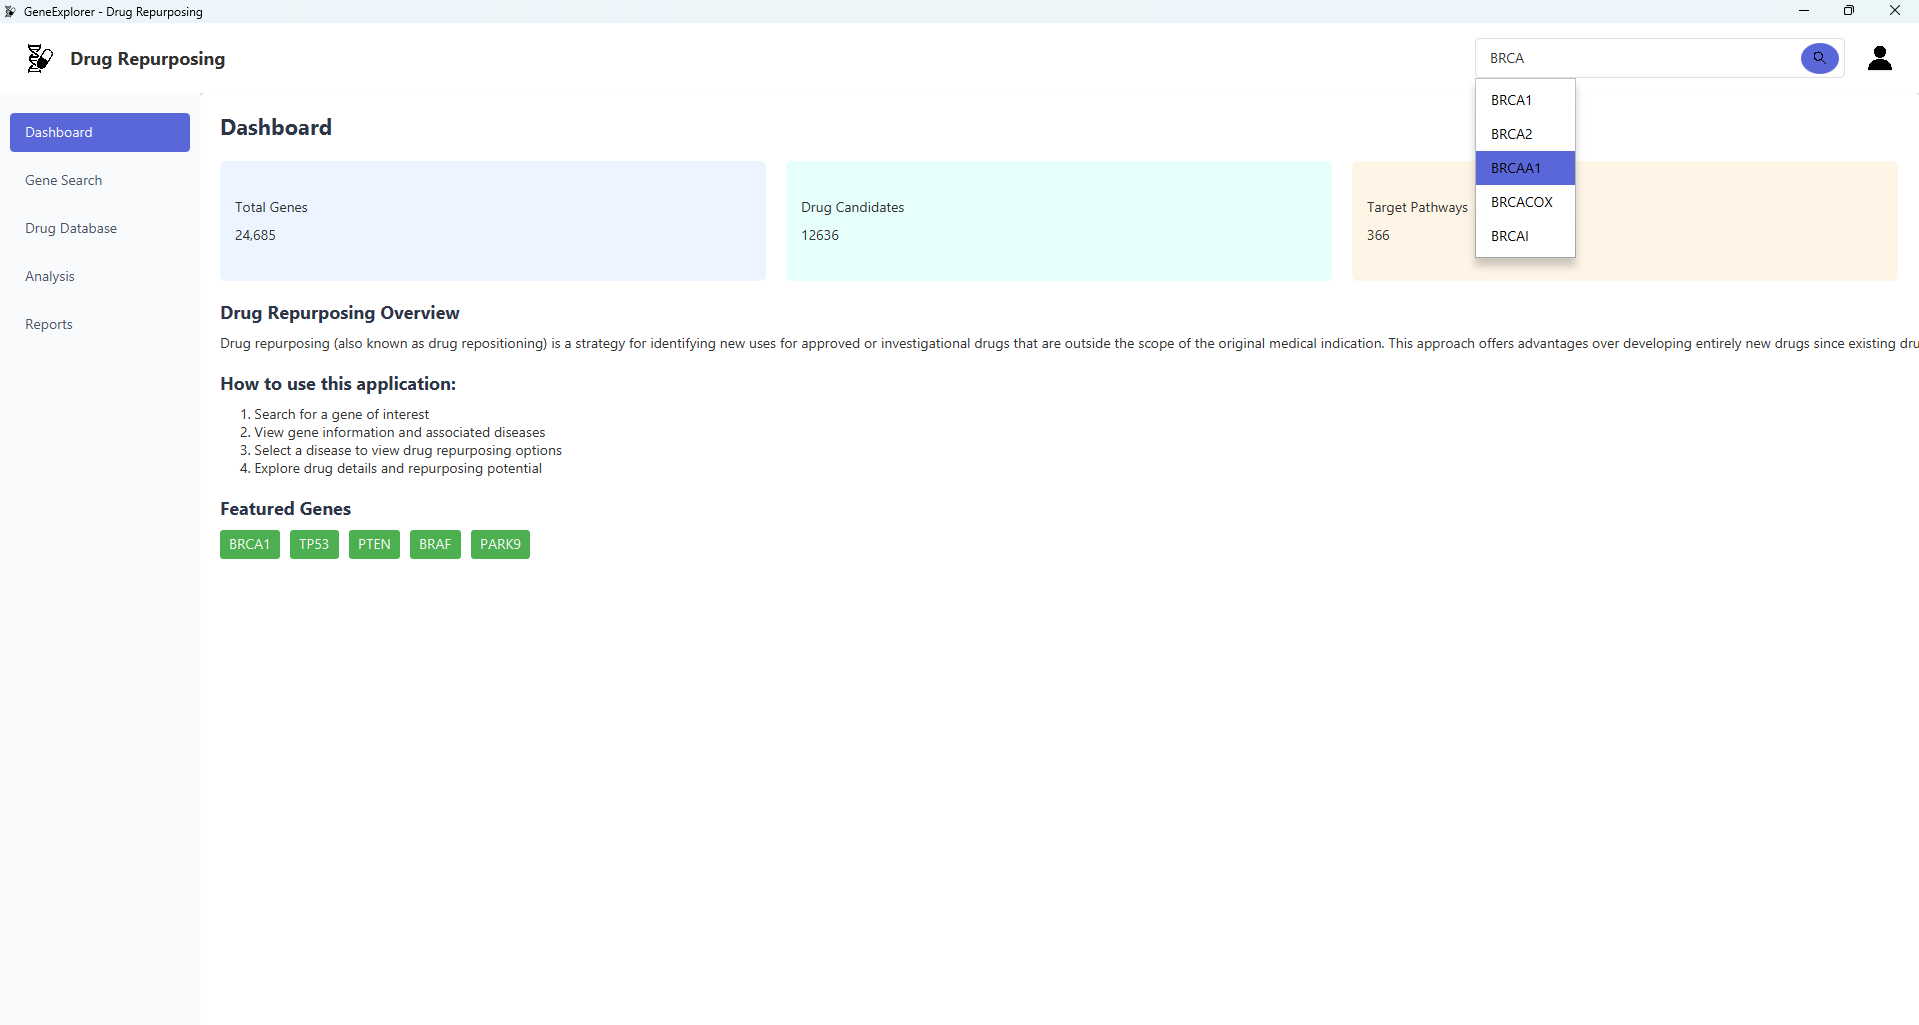 GeneExplorer - Drug Repurposing
Drug Repurposing
BRCA
BRCA1
BRCA2
BRCAA1
BRCACOX
BRCAI
Dashboard
Gene Search
Drug Database
Analysis
Reports
Dashboard
Total Genes
24,685
Drug Candidates
12636
Target Pathways
366
Drug Repurposing Overview
Drug repurposing (also known as drug repositioning) is a strategy for identifying new uses for approved or investigational drugs that are outside the scope of the original medical indication. This approach offers advantages over developing entirely new drugs since existing dru
How to use this application:
1. Search for a gene of interest
2. View gene information and associated diseases
3. Select a disease to view drug repurposing options
4. Explore drug details and repurposing potential
Featured Genes
BRCA1 TP53 PTEN BRAF PARK9